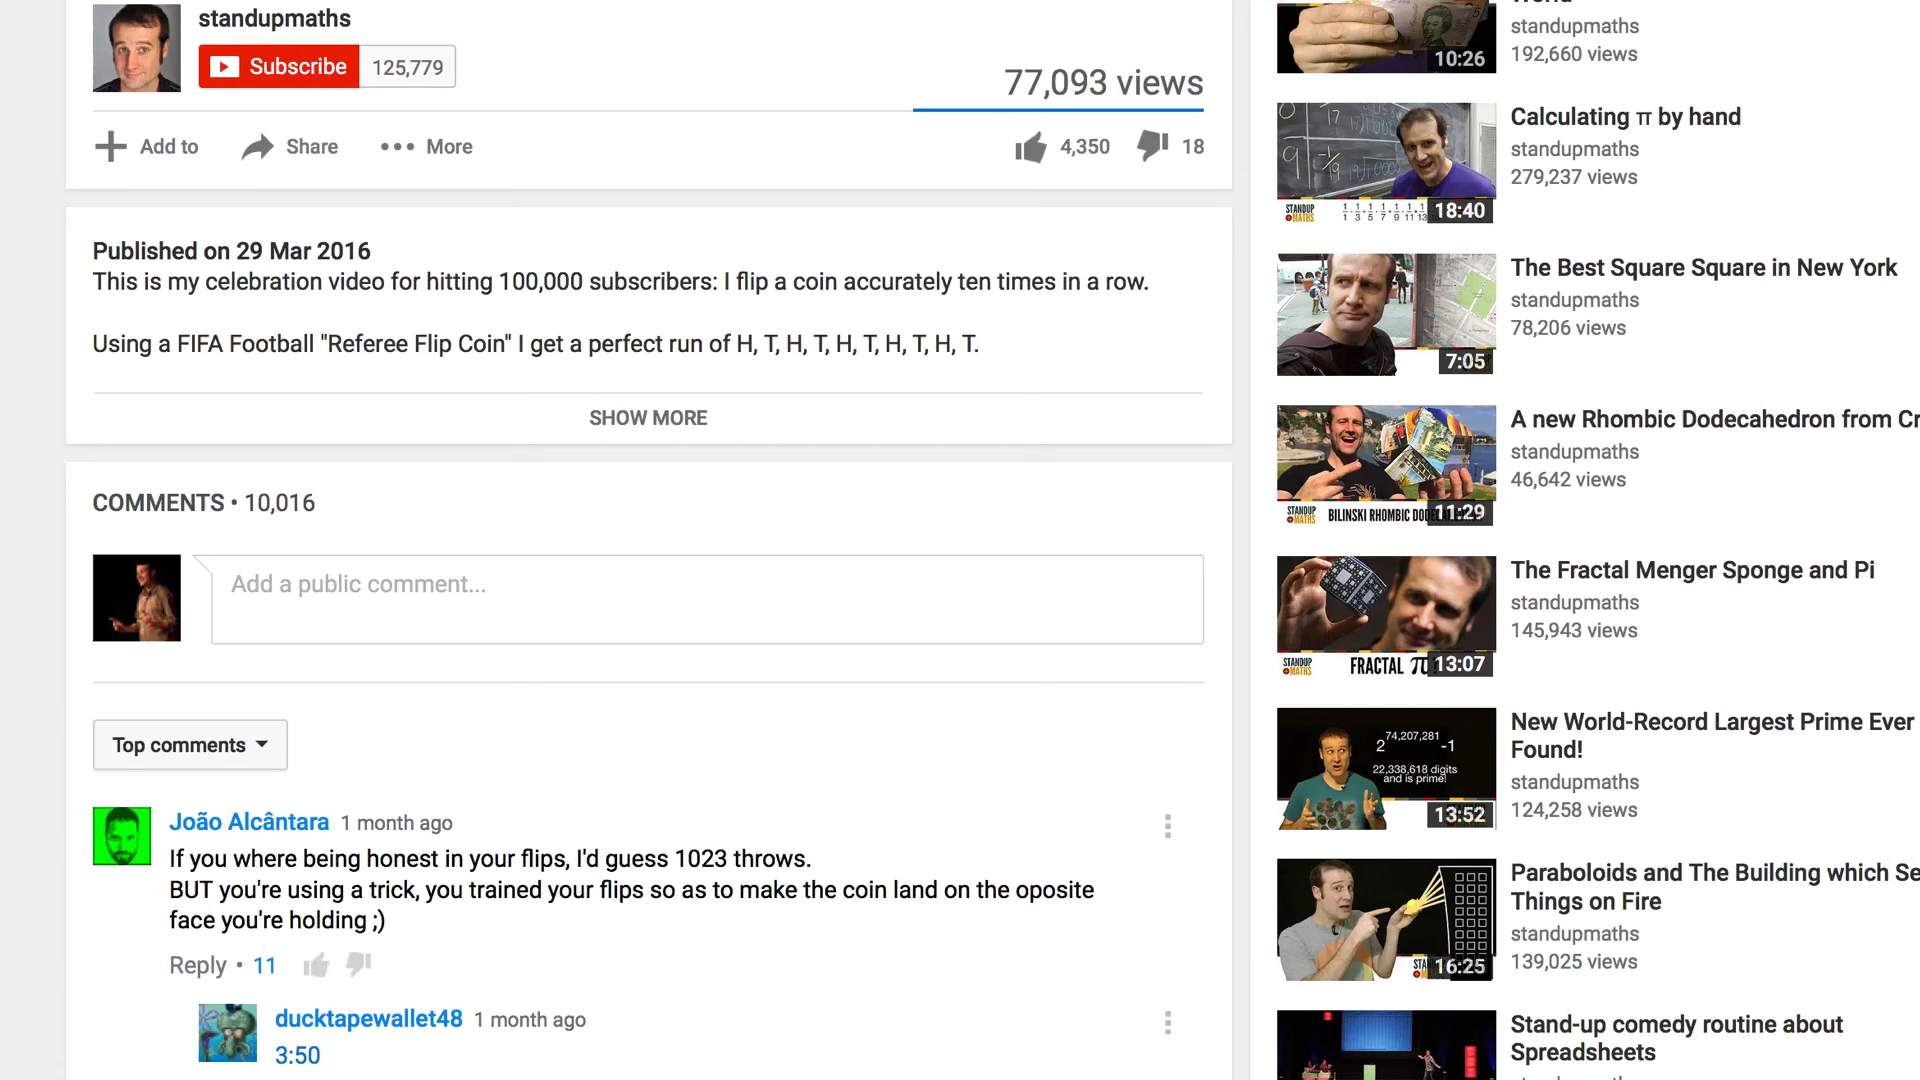 standupmaths
Subscribe 125,779
77,093 views
Add to Share More
4,350 18
Published on 29 Mar 2016
This is my celebration video for hitting 100,000 subscribers: I flip a coin accurately ten times in a row.
Using a FIFA Football "Referee Flip Coin" I get a perfect run of H, T, H, T, H, T, H, T, H, T.
SHOW MORE
COMMENTS • 10,016
Add a public comment...
Top comments
João Alcântara 1 month ago
If you where being honest in your flips, I'd guess 1023 throws.
BUT you're using a trick, you trained your flips so as to make the coin land on the oposite
face you're holding ;)
Reply • 11
ducktapewallet48 1 month ago
3:50
standupmaths
192,660 views
10:26
Calculating π by hand
standupmaths
279,237 views
STANDUP
MATHS
18:40
The Best Square Square in New York
standupmaths
78,206 views
7:05
A new Rhombic Dodecahedron from Cr
standupmaths
46,642 views
STANDUP
MATHS
BILINSKI RHOMBIC
11:29
The Fractal Menger Sponge and Pi
standupmaths
145,943 views
STANDUP
MATHS
FRACTAL π
13:07
New World-Record Largest Prime Ever
Found!
standupmaths
124,258 views
2^74,207,281 -1
22,338,618 digits
and is prime!
13:52
Paraboloids and The Building which Se
Things on Fire
standupmaths
139,025 views
16:25
Stand-up comedy routine about
Spreadsheets